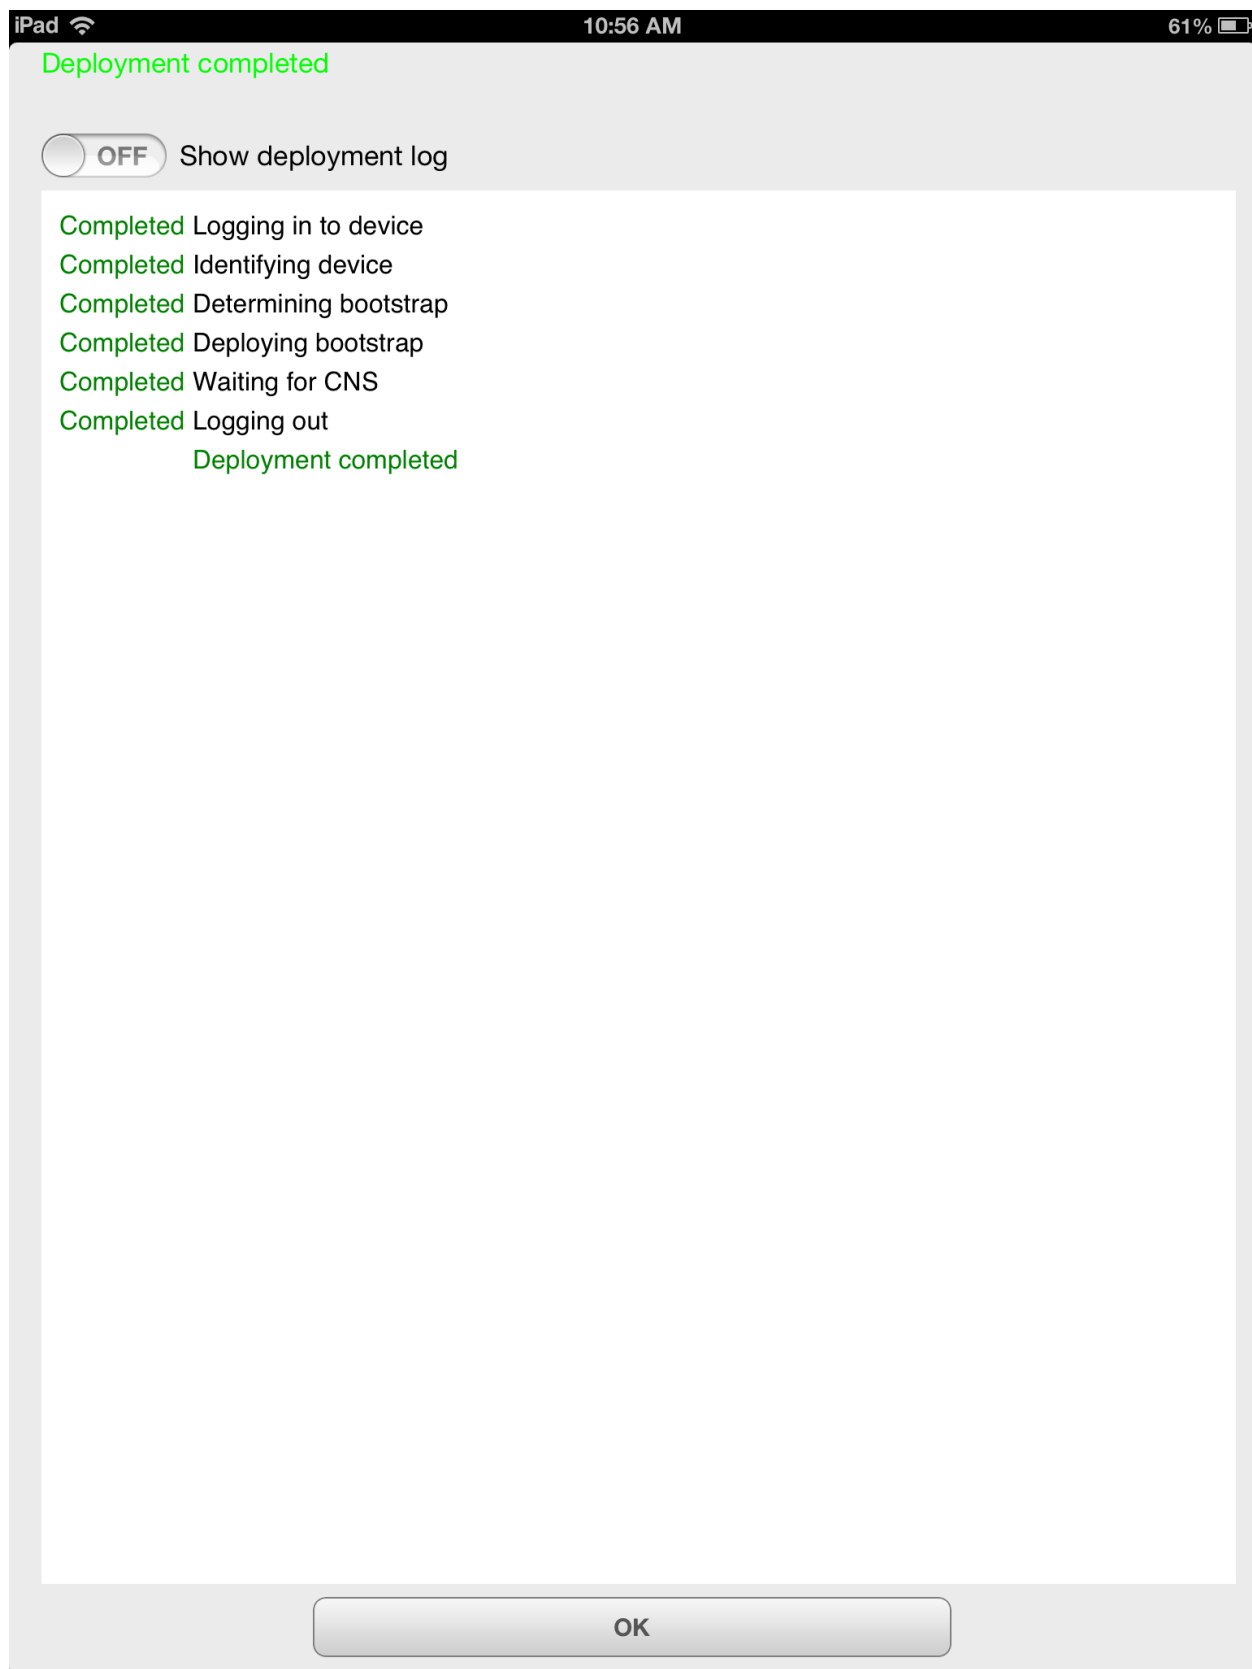 iPad 10:56 AM 61%
Deployment completed
OFF Show deployment log
Completed Logging in to device
Completed Identifying device
Completed Determining bootstrap
Completed Deploying bootstrap
Completed Waiting for CNS
Completed Logging out
Deployment completed
OK